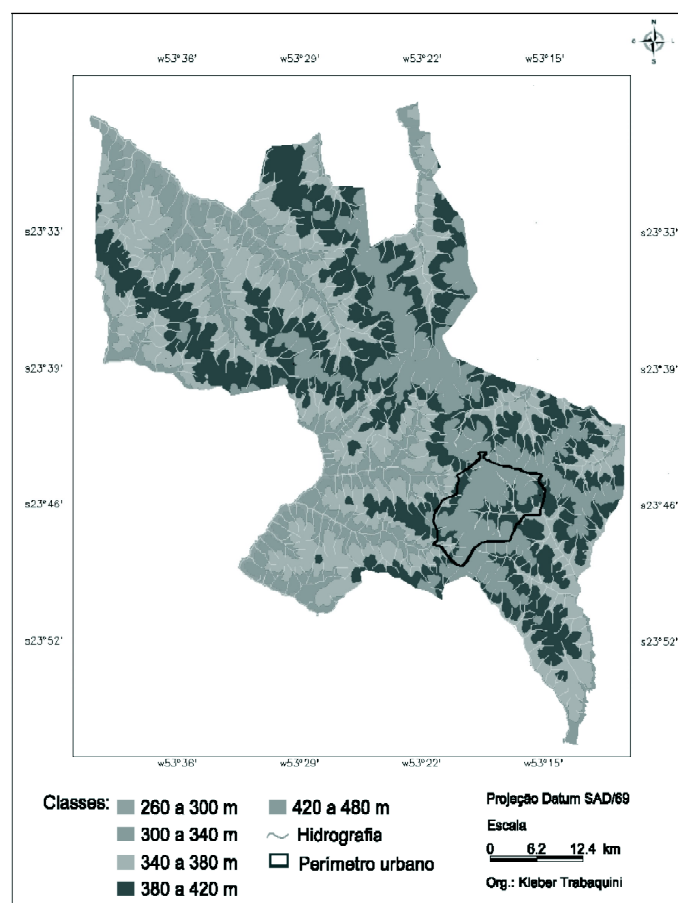 N
O L
S
w53°36' w53°29' w53°22' w53°15'
s23°33' s23°33'
s23°39' s23°39'
s23°46' s23°46'
s23°52' s23°52'
w53°36' w53°29' w53°22' w53°15'
Classes:
260 a 300 m
300 a 340 m
340 a 380 m
380 a 420 m
420 a 480 m
Hidrografia
Perímetro urbano
Projeção Datum SAD/69
Escala
0 6.2 12.4 km
Org.: Kleber Trabaquini